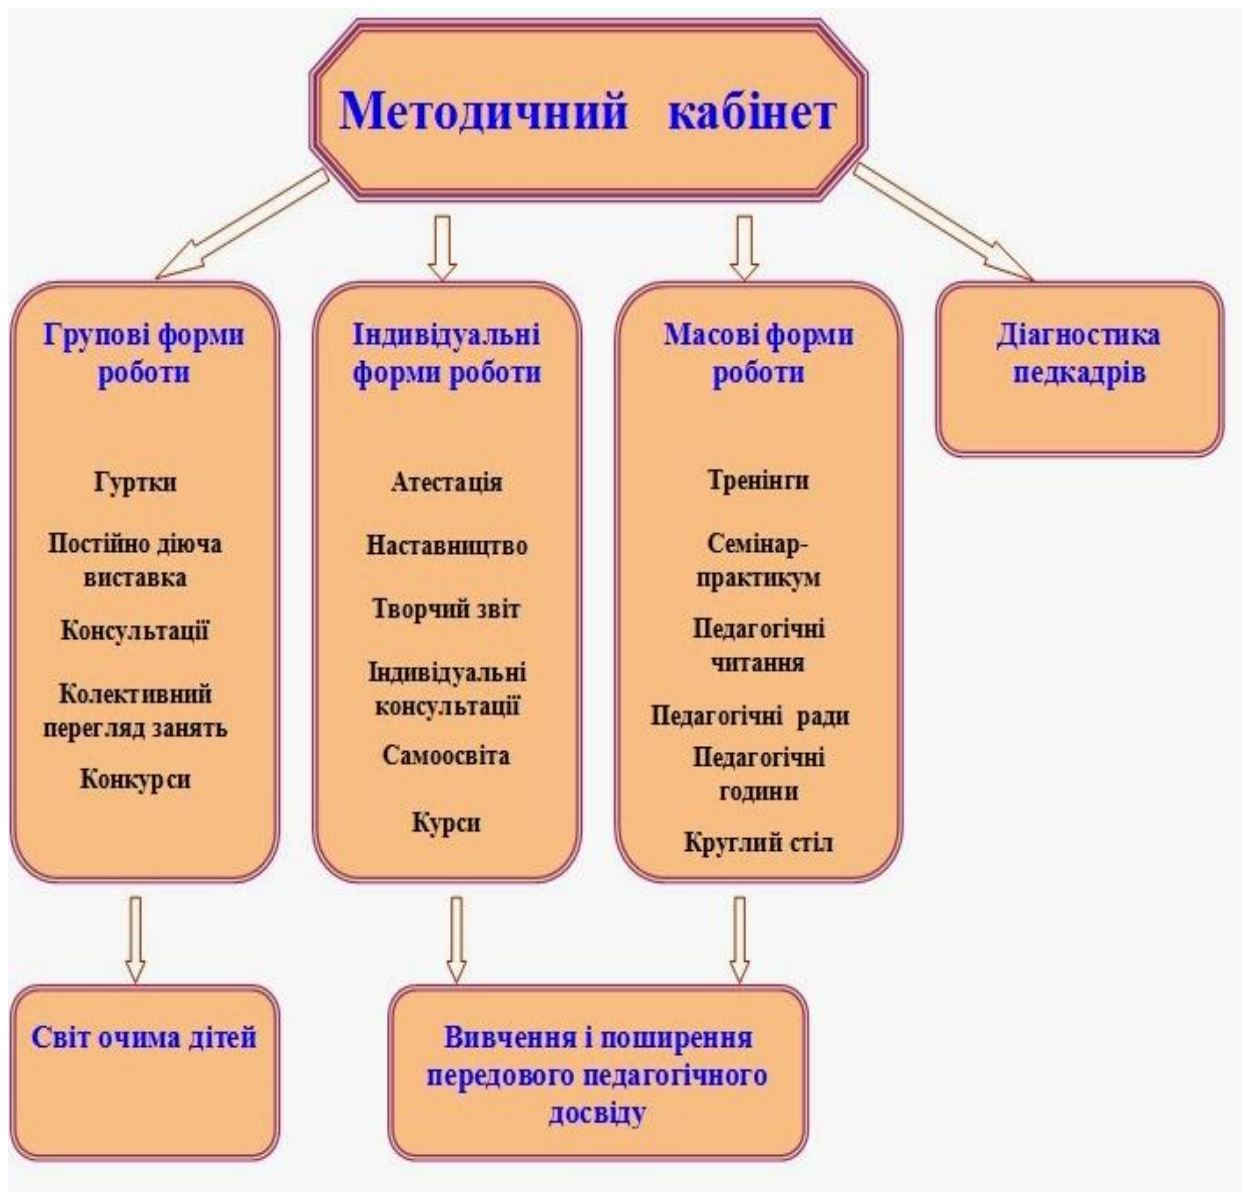 Методичний кабінет
Групові форми
роботи
Гуртки
Постійно діюча
виставка
Консультації
Колективний
перегляд занять
Конкурси
Індивідуальні
форми роботи
Атестація
Наставництво
Творчий звіт
Індивідуальні
консультації
Самоосвіта
Курси
Масові форми
роботи
Тренінги
Семінар-
практикум
Педагогічні
читання
Педагогічні ради
Педагогічні
години
Круглий стіл
Діагностика
педкадрів
Світ очима дітей
Вивчення і поширення
передового педагогічного
досвіду